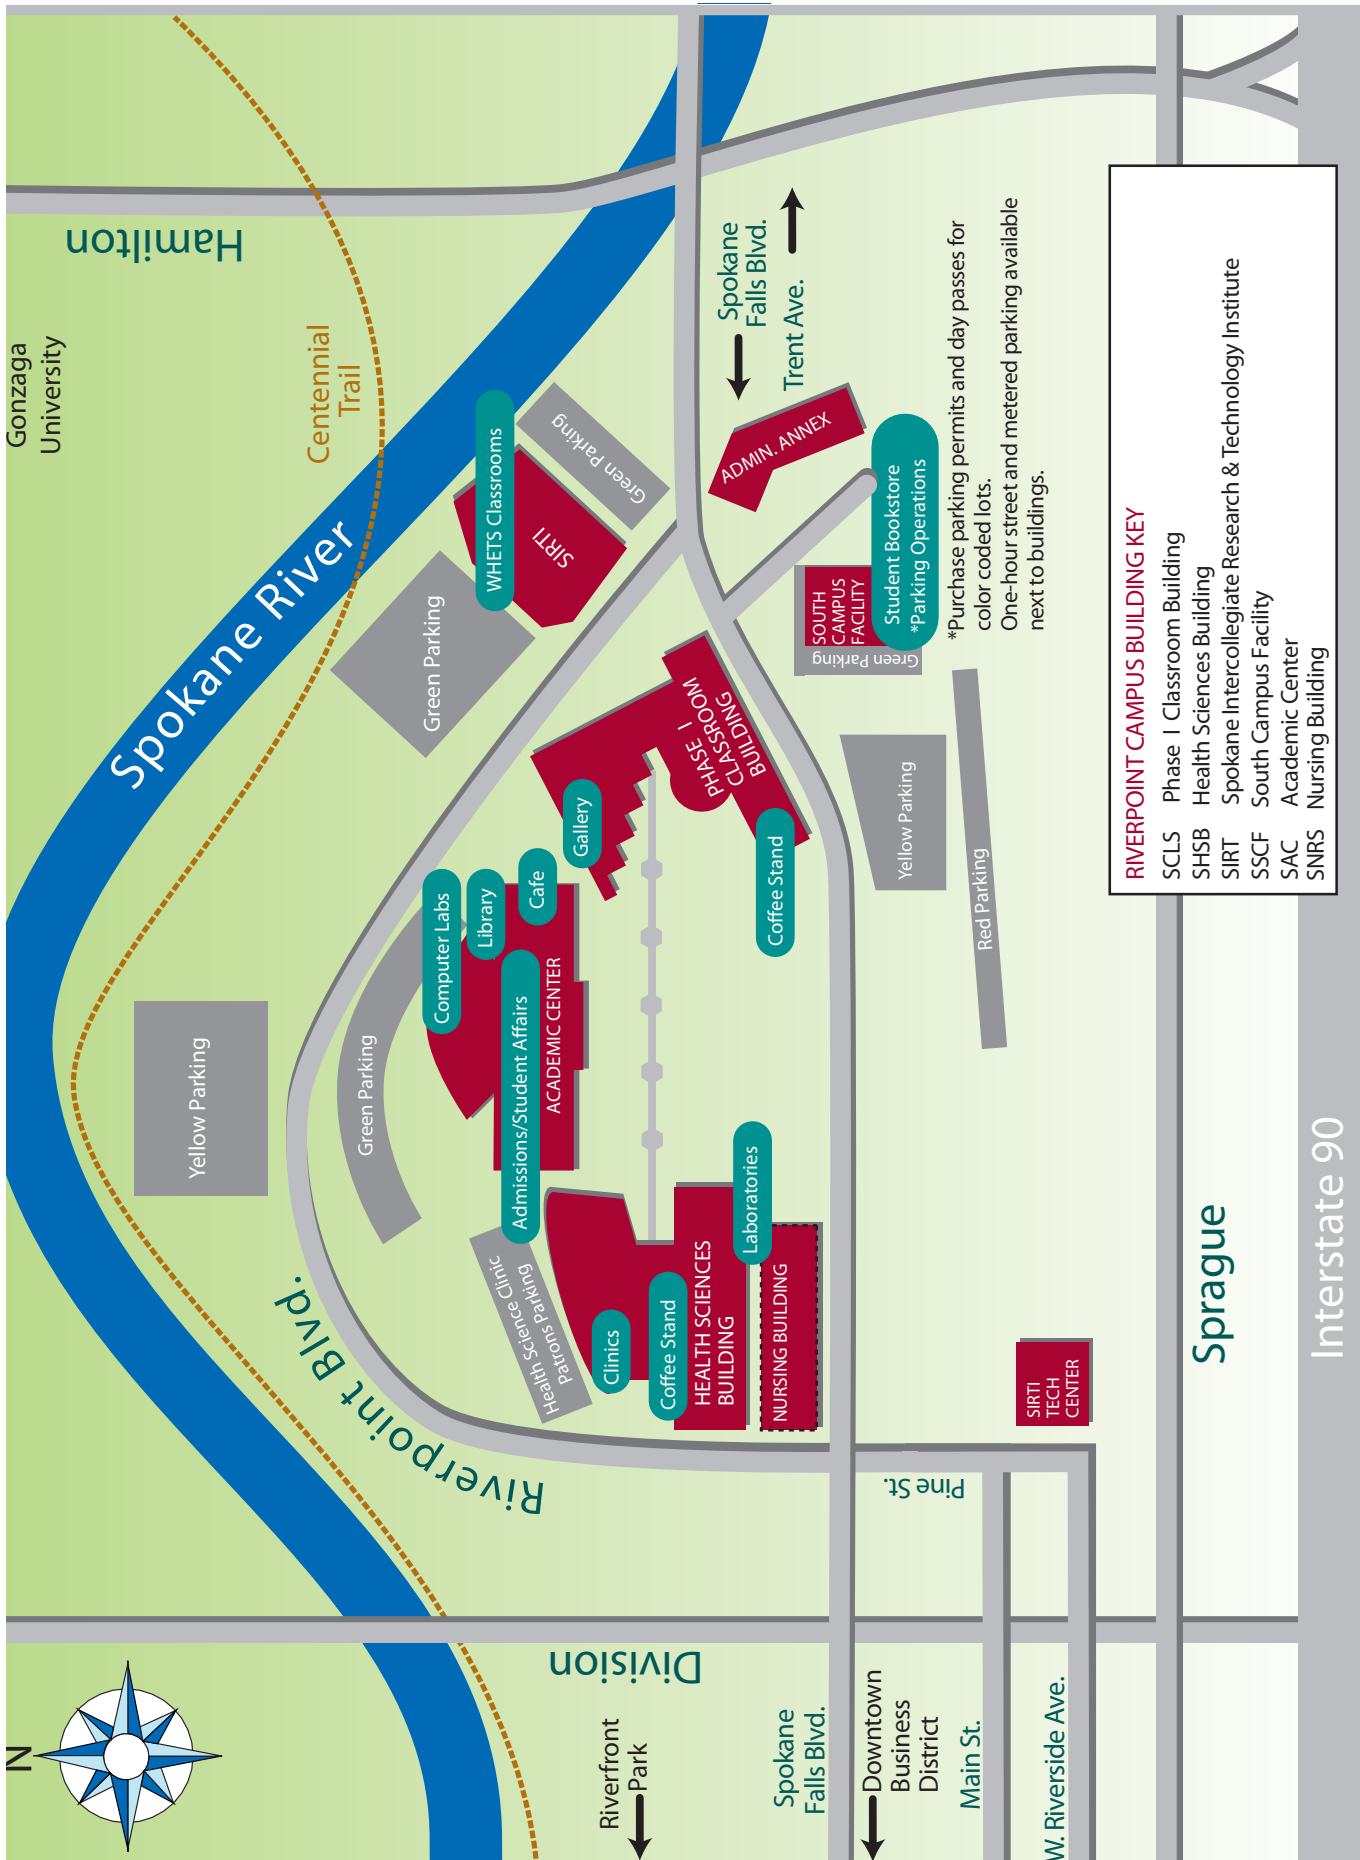 N
Gonzaga
University
Hamilton
Centennial
Trail
Spokane River
Yellow Parking
Riverpoint Blvd.
Green Parking
Green Parking
Computer Labs
Library
Cafe
Admissions/Student Affairs
ACADEMIC CENTER
WHETS Classrooms
SIRTI
Green Parking
Gallery
PHASE I
CLASSROOM
BUILDING
Coffee Stand
Health Science Clinic
Patrons Parking
Clinics
Coffee Stand
HEALTH SCIENCES
BUILDING
Laboratories
NURSING BUILDING
Division
Riverfront
Park
Spokane
Falls Blvd.
Downtown
Business
District
Main St.
W. Riverside Ave.
Pine St.
SIRTI
TECH
CENTER
Spokane
Falls Blvd.
Trent Ave.
ADMIN. ANNEX
SOUTH
CAMPUS
FACILITY
Green Parking
Student Bookstore
*Parking Operations
*Purchase parking permits and day passes for
color coded lots.
One-hour street and metered parking available
next to buildings.
Yellow Parking
Red Parking
Sprague
Interstate 90
RIVERPOINT CAMPUS BUILDING KEY
SCLS Phase I Classroom Building
SHSB Health Sciences Building
SIRT Spokane Intercollegiate Research & Technology Institute
SSCF South Campus Facility
SAC Academic Center
SNRS Nursing Building